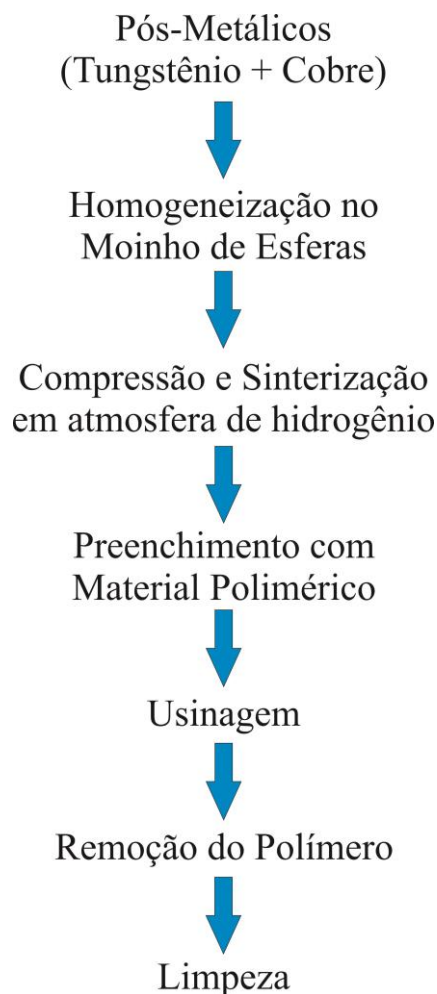 Pós-Metálicos
(Tungstênio + Cobre)
Homogeneização no
Moinho de Esferas
Compressão e Sinterização
em atmosfera de hidrogênio
Preenchimento com
Material Polimérico
Usinagem
Remoção do Polímero
Limpeza